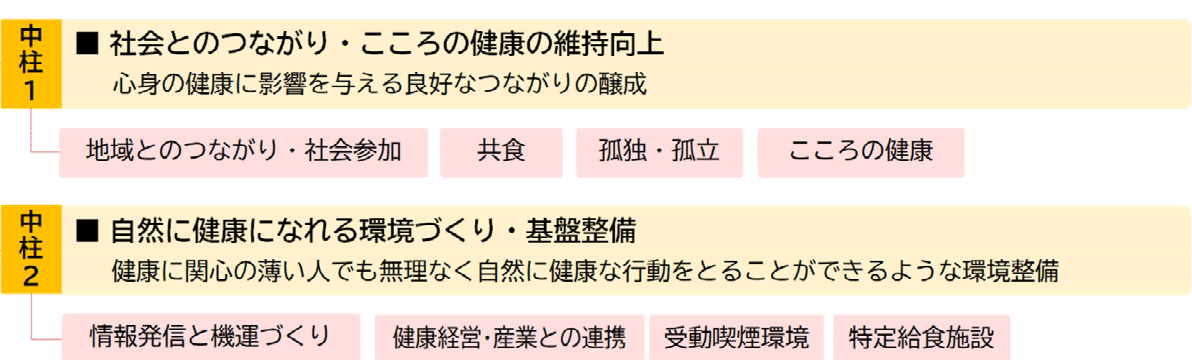 中柱1
■ 社会とのつながり・こころの健康の維持向上
心身の健康に影響を与える良好なつながりの醸成
地域とのつながり・社会参加
共食
孤独・孤立
こころの健康
中柱2
■ 自然に健康になれる環境づくり・基盤整備
健康に関心の薄い人でも無理なく自然に健康な行動をとることができるような環境整備
情報発信と機運づくり
健康経営・産業との連携
受動喫煙環境
特定給食施設